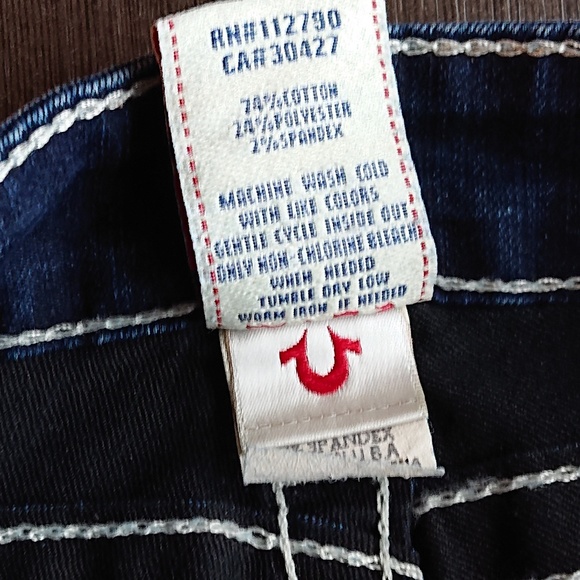 RN#112790
CA#30427
74%COTTON
24%POLYESTER
2%SPANDEX
MACHINE WASH COLD
WITH LIKE COLORS
GENTLE CYCLE INSIDE OUT
ONLY NON-CHLORINE BLEACH
WHEN NEEDED
TUMBLE DRY LOW
WARM IRON IF NEEDED
SPANDEX
U.S.A